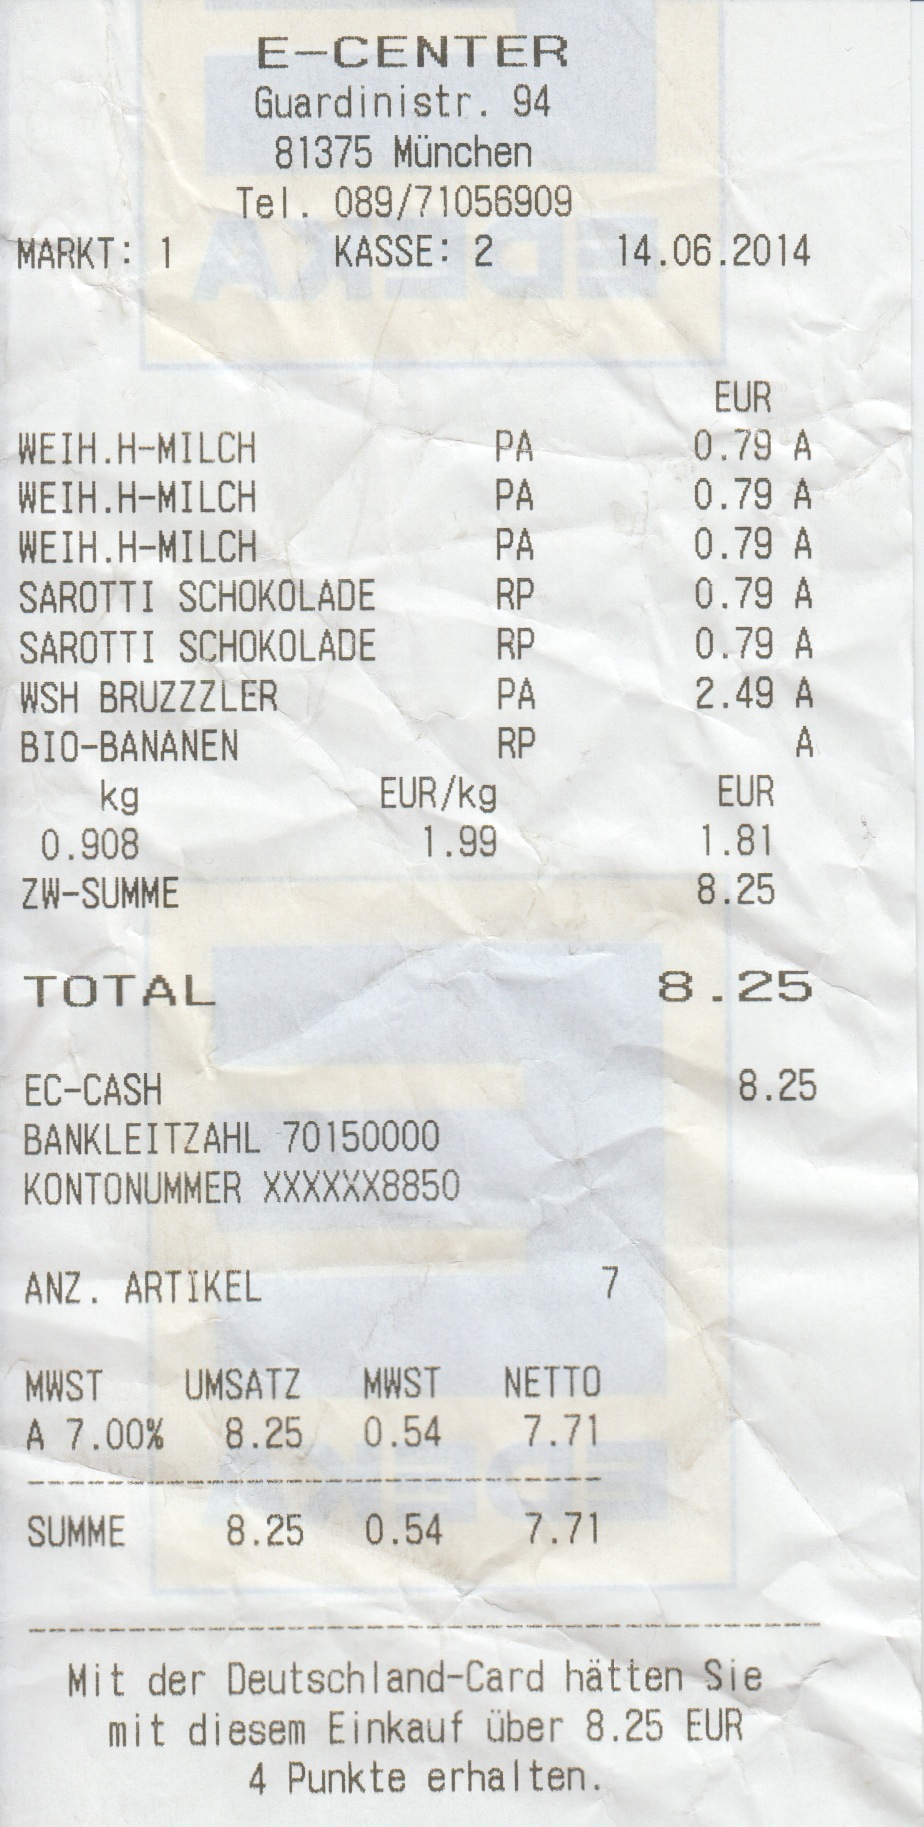 E-CENTER
Guardinistr. 94
81375 München
Tel. 089/71056909
MARKT: 1 KASSE: 2 14.06.2014
EUR
WEIH.H-MILCH PA 0.79 A
WEIH.H-MILCH PA 0.79 A
WEIH.H-MILCH PA 0.79 A
SAROTTI SCHOKOLADE RP 0.79 A
SAROTTI SCHOKOLADE RP 0.79 A
WSH BRUZZZLER PA 2.49 A
BIO-BANANEN RP A
kg EUR/kg EUR
0.908 1.99 1.81
ZW-SUMME 8.25
TOTAL 8.25
EC-CASH 8.25
BANKLEITZAHL 70150000
KONTONUMMER XXXXXX8850
ANZ. ARTIKEL 7
MWST UMSATZ MWST NETTO
A 7.00% 8.25 0.54 7.71
SUMME 8.25 0.54 7.71
Mit der Deutschland-Card hätten Sie
mit diesem Einkauf über 8.25 EUR
4 Punkte erhalten.
EDEKA
EDEKA